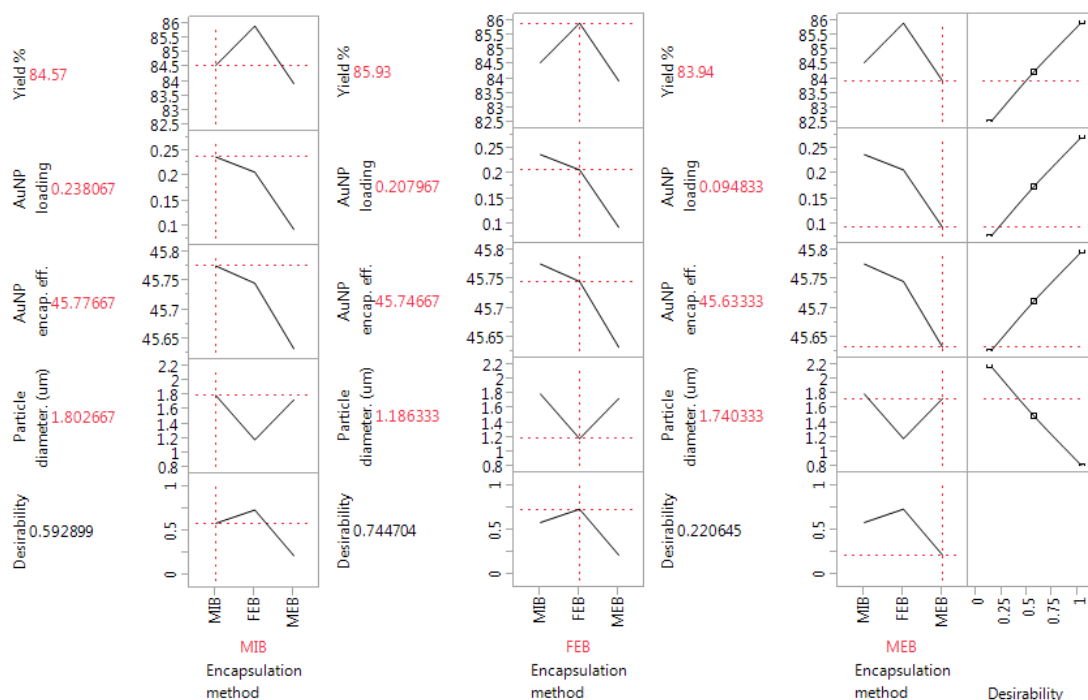 Yield %
84.57
86
85.5
85
84.5
84
83.5
83
82.5
Yield %
85.93
86
85.5
85
84.5
84
83.5
83
82.5
Yield %
83.94
86
85.5
85
84.5
84
83.5
83
82.5
AuNP
loading
0.238067
0.25
0.2
0.15
0.1
AuNP
loading
0.207967
0.25
0.2
0.15
0.1
AuNP
loading
0.094833
0.25
0.2
0.15
0.1
AuNP
encap. eff.
45.77667
45.8
45.75
45.7
45.65
AuNP
encap. eff.
45.74667
45.8
45.75
45.7
45.65
AuNP
encap. eff.
45.63333
45.8
45.75
45.7
45.65
Particle
diameter. (um)
1.802667
2.2
2
1.8
1.6
1.4
1.2
1
0.8
Particle
diameter. (um)
1.186333
2.2
2
1.8
1.6
1.4
1.2
1
0.8
Particle
diameter. (um)
1.740333
2.2
2
1.8
1.6
1.4
1.2
1
0.8
Desirability
0.592899
1
0.5
0
Desirability
0.744704
1
0.5
0
Desirability
0.220645
1
0.5
0
MIB
FEB
MEB
MIB
Encapsulation
method
MIB
FEB
MEB
FEB
Encapsulation
method
MIB
FEB
MEB
MEB
Encapsulation
method
0
0.25
0.5
0.75
1
Desirability